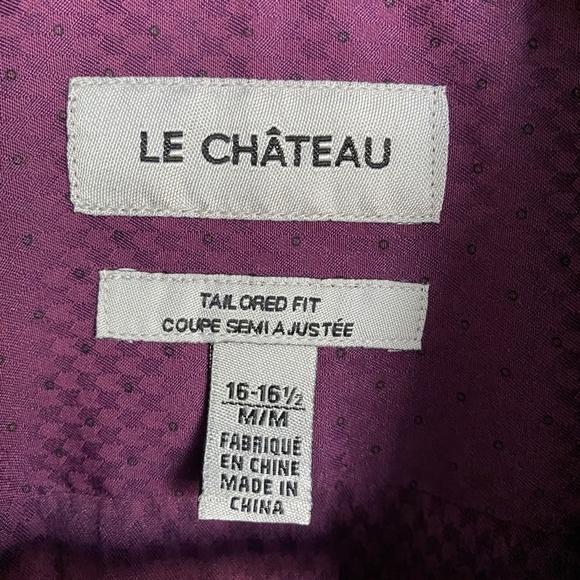 LE CHÂTEAU
TAILORED FIT
COUPE SEMI AJUSTÉE
16-16½
M/M
FABRIQUÉ
EN CHINE
MADE IN
CHINA